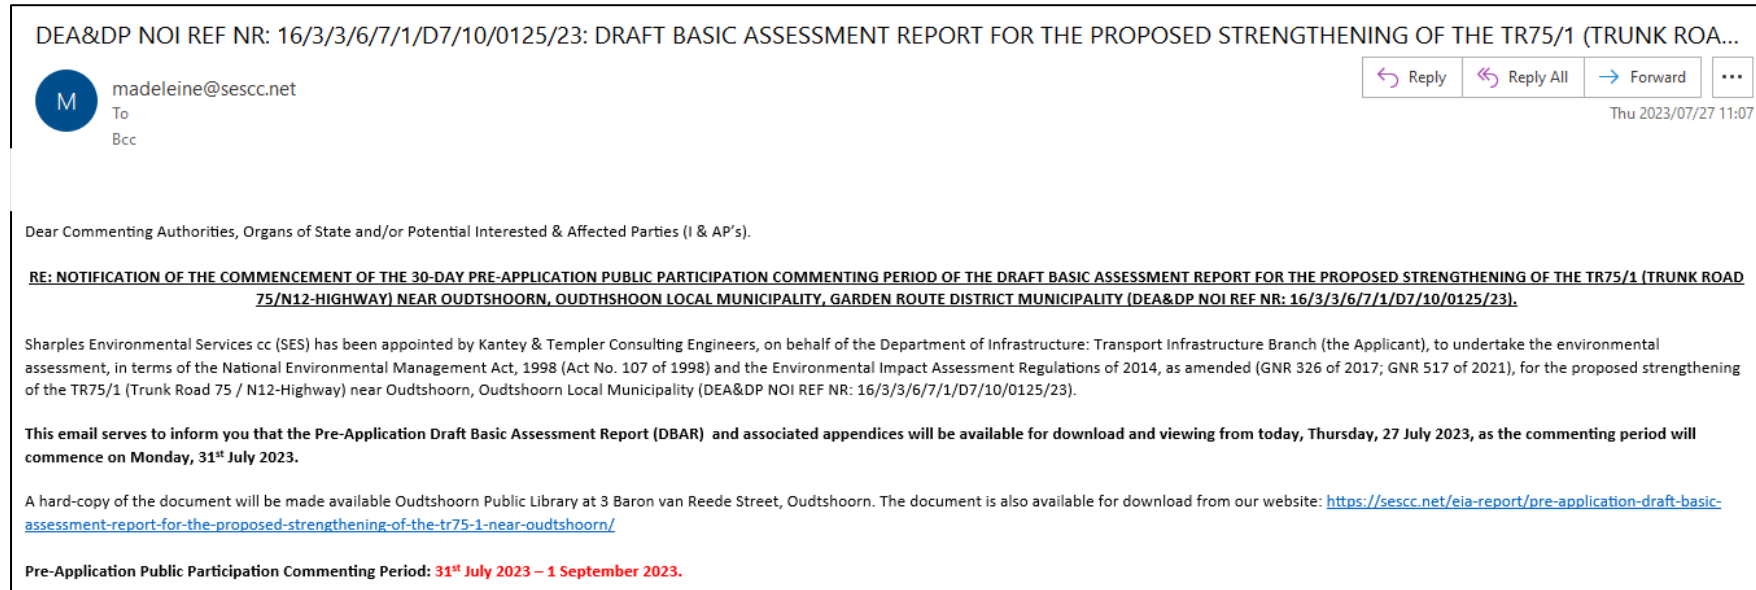 DEA&DP NOI REF NR: 16/3/3/6/7/1/D7/10/0125/23: DRAFT BASIC ASSESSMENT REPORT FOR THE PROPOSED STRENGTHENING OF THE TR75/1 (TRUNK ROA...
M
madeleine@sescc.net
To
Bcc
Reply
Reply All
Forward
Thu 2023/07/27 11:07
Dear Commenting Authorities, Organs of State and/or Potential Interested & Affected Parties (I & AP's).
RE: NOTIFICATION OF THE COMMENCEMENT OF THE 30-DAY PRE-APPLICATION PUBLIC PARTICIPATION COMMENTING PERIOD OF THE DRAFT BASIC ASSESSMENT REPORT FOR THE PROPOSED STRENGTHENING OF THE TR75/1 (TRUNK ROAD
75/N12-HIGHWAY) NEAR OUDTSHOORN, OUDTHSHOON LOCAL MUNICIPALITY, GARDEN ROUTE DISTRICT MUNICIPALITY (DEA&DP NOI REF NR: 16/3/3/6/7/1/D7/10/0125/23).
Sharples Environmental Services cc (SES) has been appointed by Kantey & Templer Consulting Engineers, on behalf of the Department of Infrastructure: Transport Infrastructure Branch (the Applicant), to undertake the environmental
assessment, in terms of the National Environmental Management Act, 1998 (Act No. 107 of 1998) and the Environmental Impact Assessment Regulations of 2014, as amended (GNR 326 of 2017; GNR 517 of 2021), for the proposed strengthening
of the TR75/1 (Trunk Road 75 / N12-Highway) near Oudtshoorn, Oudtshoorn Local Municipality (DEA&DP NOI REF NR: 16/3/3/6/7/1/D7/10/0125/23).
This email serves to inform you that the Pre-Application Draft Basic Assessment Report (DBAR) and associated appendices will be available for download and viewing from today, Thursday, 27 July 2023, as the commenting period will
commence on Monday, 31st July 2023.
A hard-copy of the document will be made available Oudtshoorn Public Library at 3 Baron van Reede Street, Oudtshoorn. The document is also available for download from our website: https://sescc.net/eia-report/pre-application-draft-basic-
assessment-report-for-the-proposed-strengthening-of-the-tr75-1-near-oudtshoorn/
Pre-Application Public Participation Commenting Period: 31st July 2023 – 1 September 2023.